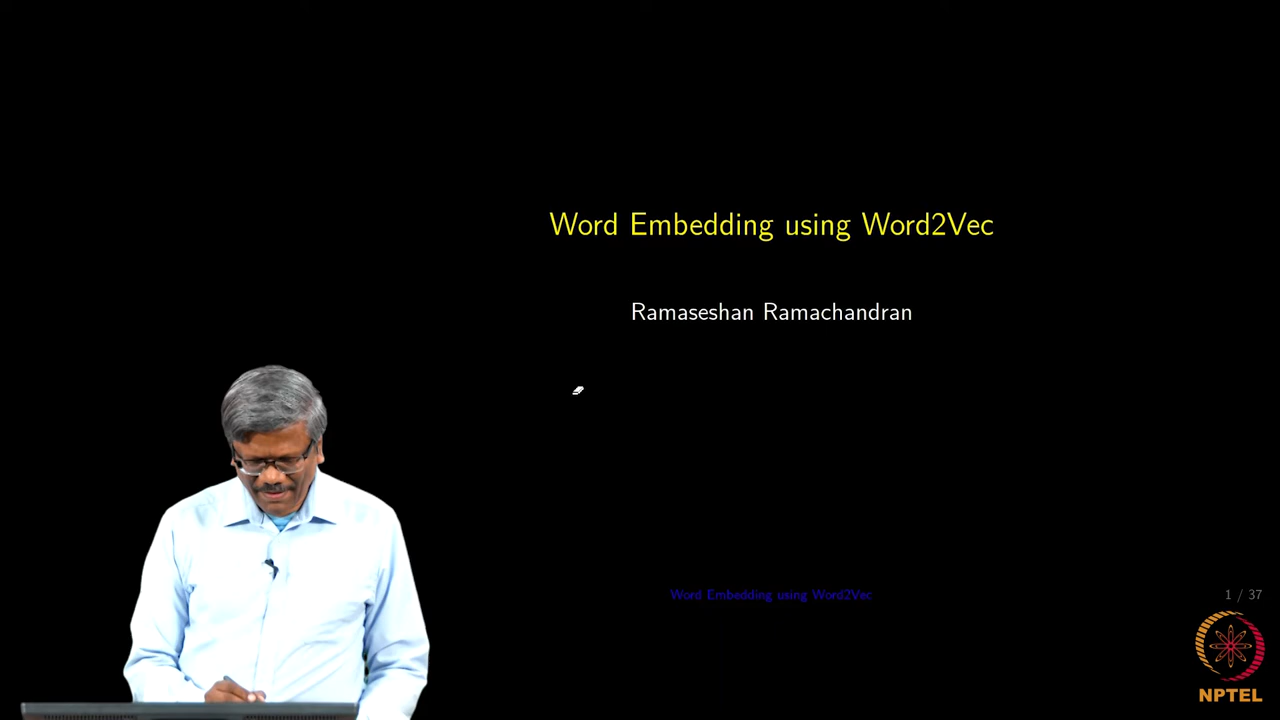 Word Embedding using Word2Vec
Ramaseshan Ramachandran
Word Embedding using Word2Vec
1 / 37
NPTEL